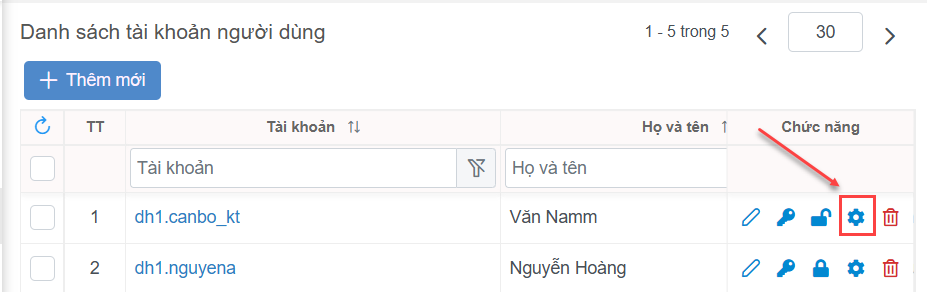 Danh sách tài khoản người dùng 1 - 5 trong 5 30
Thêm mới
TT Tài khoản Họ và tên Chức năng
Tài khoản Họ và tên
1 dh1.canbo_kt Văn Namm
2 dh1.nguyena Nguyễn Hoàng